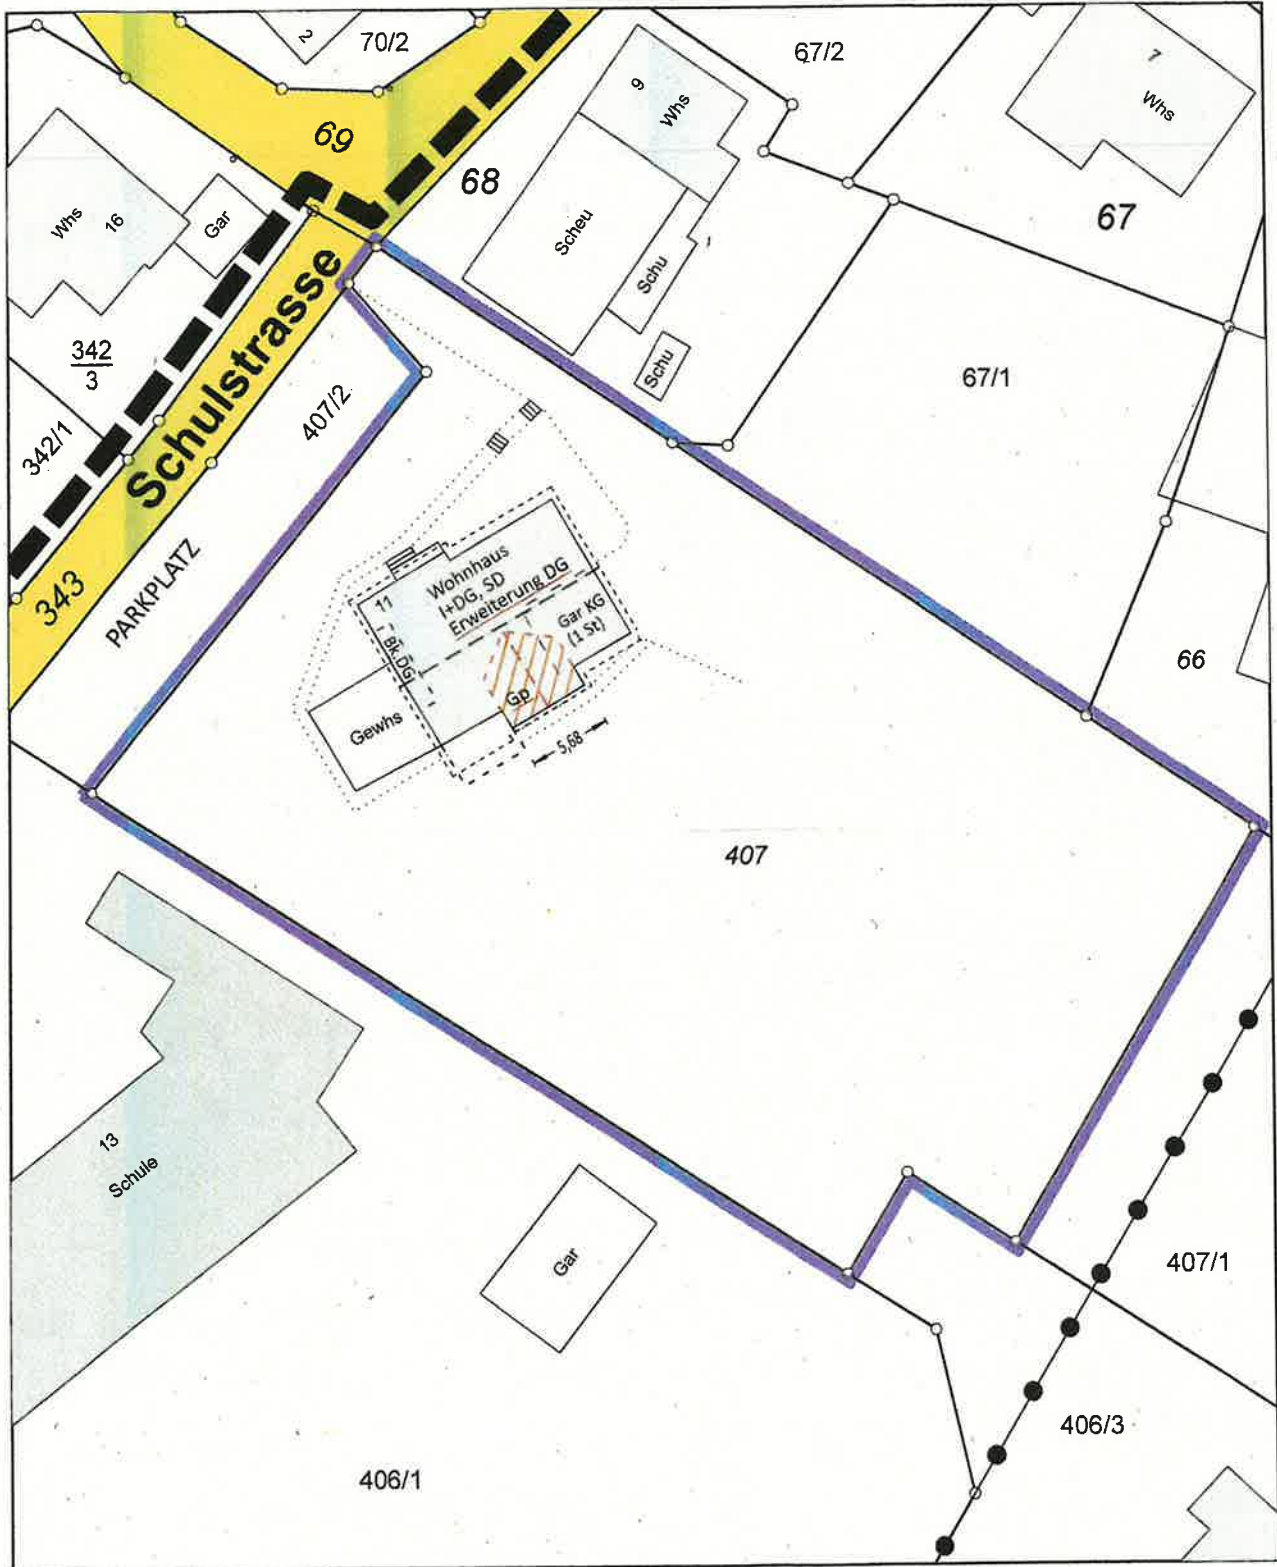 2
70/2
67/2
7
Whs
69
9
Whs
68
67
Whs
16
Gar
Scheu
Schu
Schu
342
3
Schulstrasse
67/1
407/2
342/1
343
PARKPLATZ
11
Wohnhaus
I+DG, SD
Erweiterung DG
Gar KG
(1 St)
Bk.DG
Gp
Gewhs
5,68
66
407
13
Schule
Gar
407/1
406/3
406/1